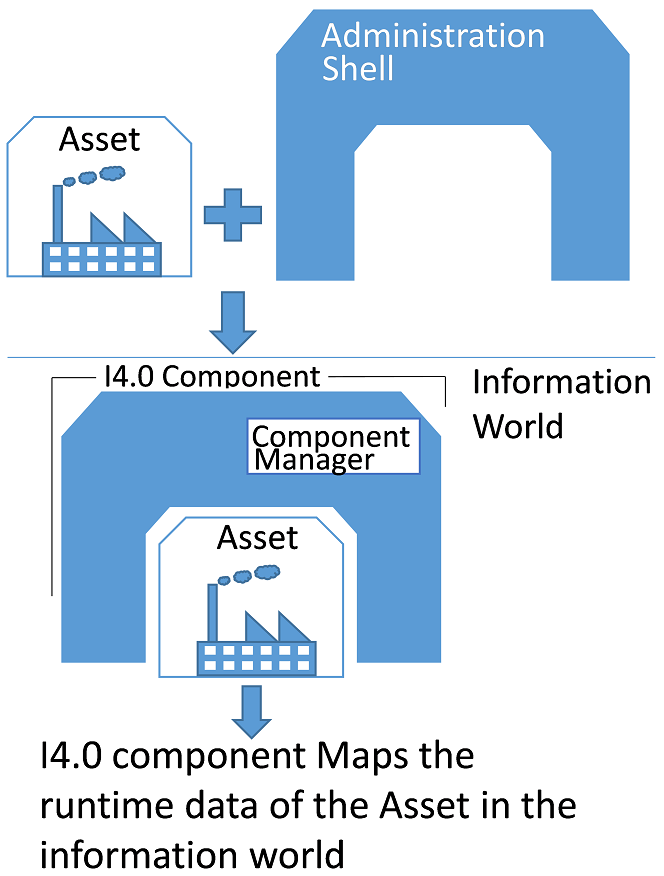 Administration
Shell
Asset
I4.0 Component
Information
World
Component
Manager
Asset
I4.0 component Maps the
runtime data of the Asset in the
information world